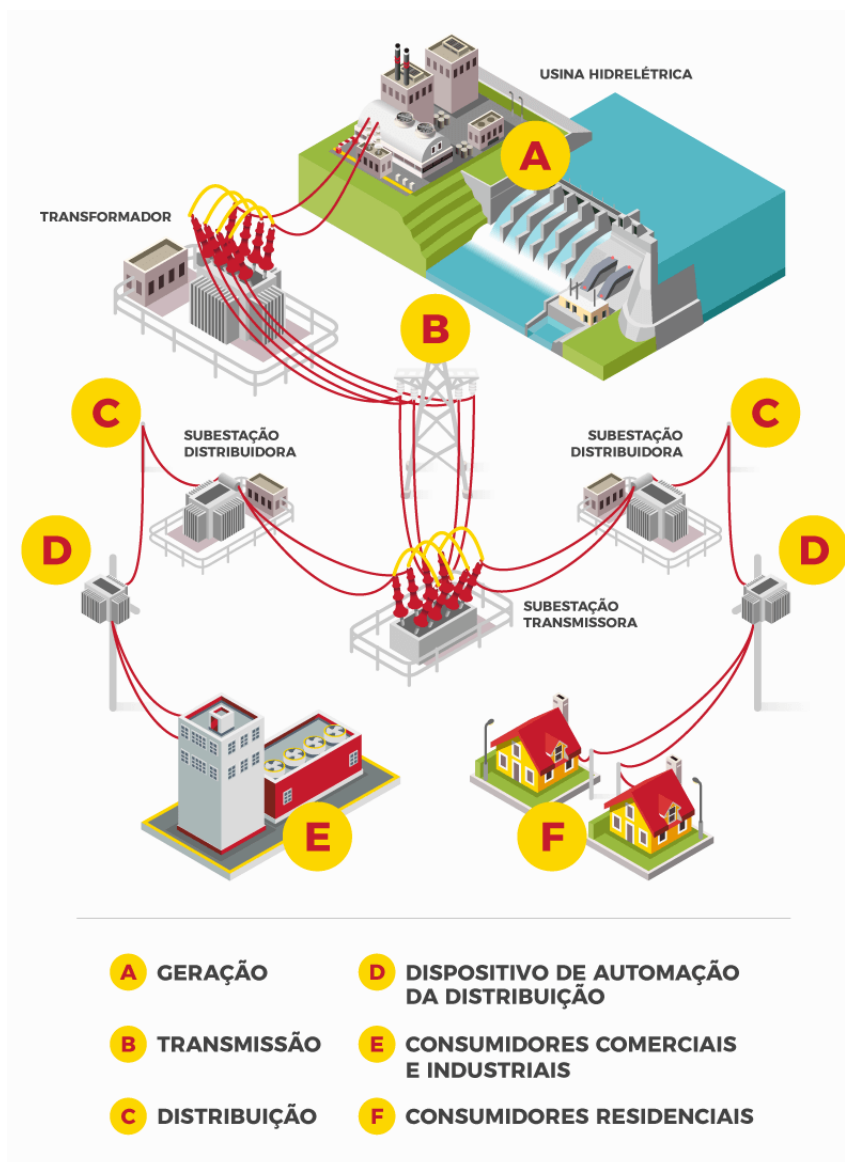 USINA HIDRELÉTRICA
A
TRANSFORMADOR
B
C
C
SUBESTAÇÃO
DISTRIBUIDORA
SUBESTAÇÃO
DISTRIBUIDORA
D
D
SUBESTAÇÃO
TRANSMISSORA
E
F
A GERAÇÃO
B TRANSMISSÃO
C DISTRIBUIÇÃO
D DISPOSITIVO DE AUTOMAÇÃO
DA DISTRIBUIÇÃO
E CONSUMIDORES COMERCIAIS
E INDUSTRIAIS
F CONSUMIDORES RESIDENCIAIS